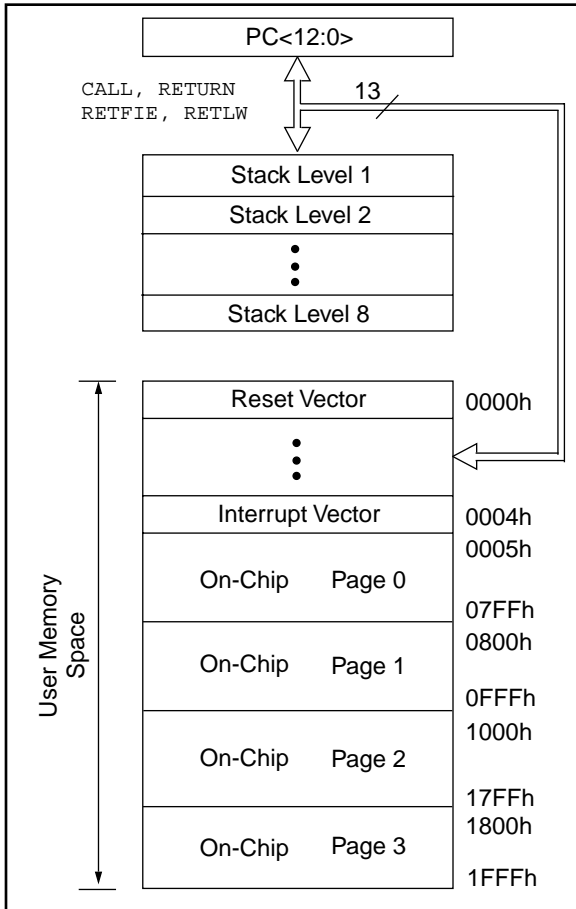 PC<12:0>
CALL, RETURN
RETFIE, RETLW
13
Stack Level 1
Stack Level 2
Stack Level 8
User Memory
Space
Reset Vector
0000h
Interrupt Vector
0004h
0005h
On-Chip Page 0
07FFh
0800h
On-Chip Page 1
0FFFh
1000h
On-Chip Page 2
17FFh
1800h
On-Chip Page 3
1FFFh